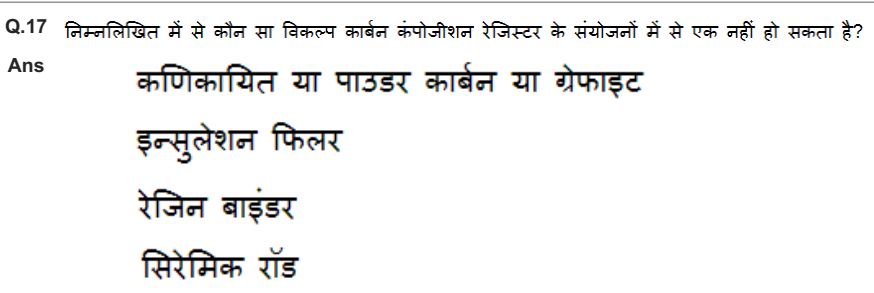 Q.17 निम्नलिखित में से कौन सा विकल्प कार्बन कंपोजीशन रेजिस्टर के संयोजनों में से एक नहीं हो सकता है?
Ans
कणिकायित या पाउडर कार्बन या ग्रेफाइट
इन्सुलेशन फिलर
रेजिन बाइंडर
सिरेमिक रॉड